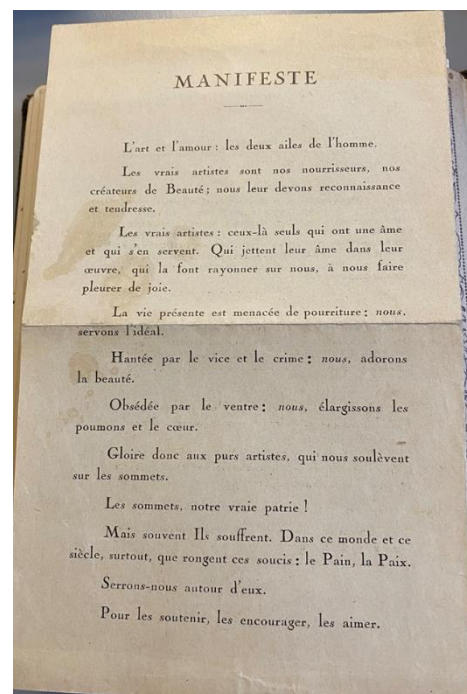 MANIFESTE
L'art et l'amour : les deux ailes de l'homme.
Les vrais artistes sont nos nourrisseurs, nos
créateurs de Beauté ; nous leur devons reconnaissance
et tendresse.
Les vrais artistes : ceux-là seuls qui ont une âme
et qui s'en servent. Qui jettent leur âme dans leur
œuvre, qui la font rayonner sur nous, à nous faire
pleurer de joie.
La vie présente est menacée de pourriture : nous,
servons l'idéal.
Hantée par le vice et le crime : nous, adorons
la beauté.
Obsédée par le ventre : nous, élargissons les
poumons et le cœur.
Gloire donc aux purs artistes, qui nous soulèvent
sur les sommets.
Les sommets, notre vraie patrie !
Mais souvent Ils souffrent. Dans ce monde et ce
siècle, surtout, que rongent ces soucis : le Pain, la Paix.
Serrons-nous autour d'eux.
Pour les soutenir, les encourager, les aimer.